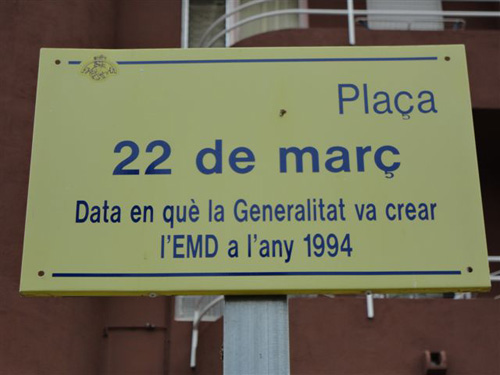 Plaça
22 de març
Data en què la Generalitat va crear
l'EMD a l'any 1994